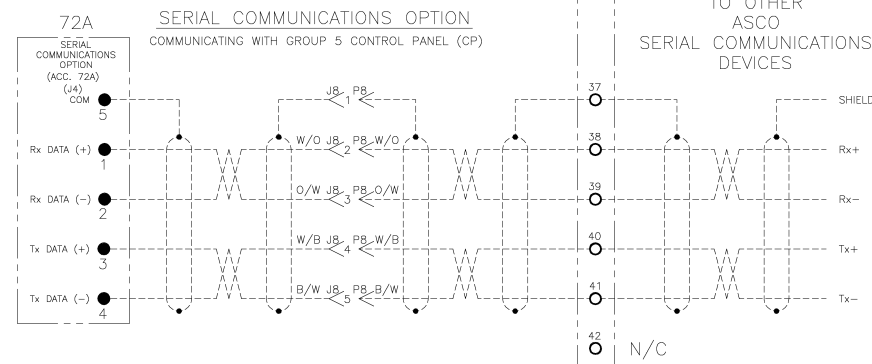 72A
SERIAL COMMUNICATIONS OPTION
COMMUNICATING WITH GROUP 5 CONTROL PANEL (CP)
TO OTHER
ASCO
SERIAL COMMUNICATIONS
DEVICES
SERIAL
COMMUNICATIONS
OPTION
(ACC. 72A)
(J4)
COM
5
J8 P8
1
37
SHIELD
Rx DATA (+)
1
W/O J8 P8 W/O
2
38
Rx+
Rx DATA (-)
2
O/W J8 P8 O/W
3
39
Rx-
Tx DATA (+)
3
W/B J8 P8 W/B
4
40
Tx+
Tx DATA (-)
4
B/W J8 P8 B/W
5
41
Tx-
42
N/C